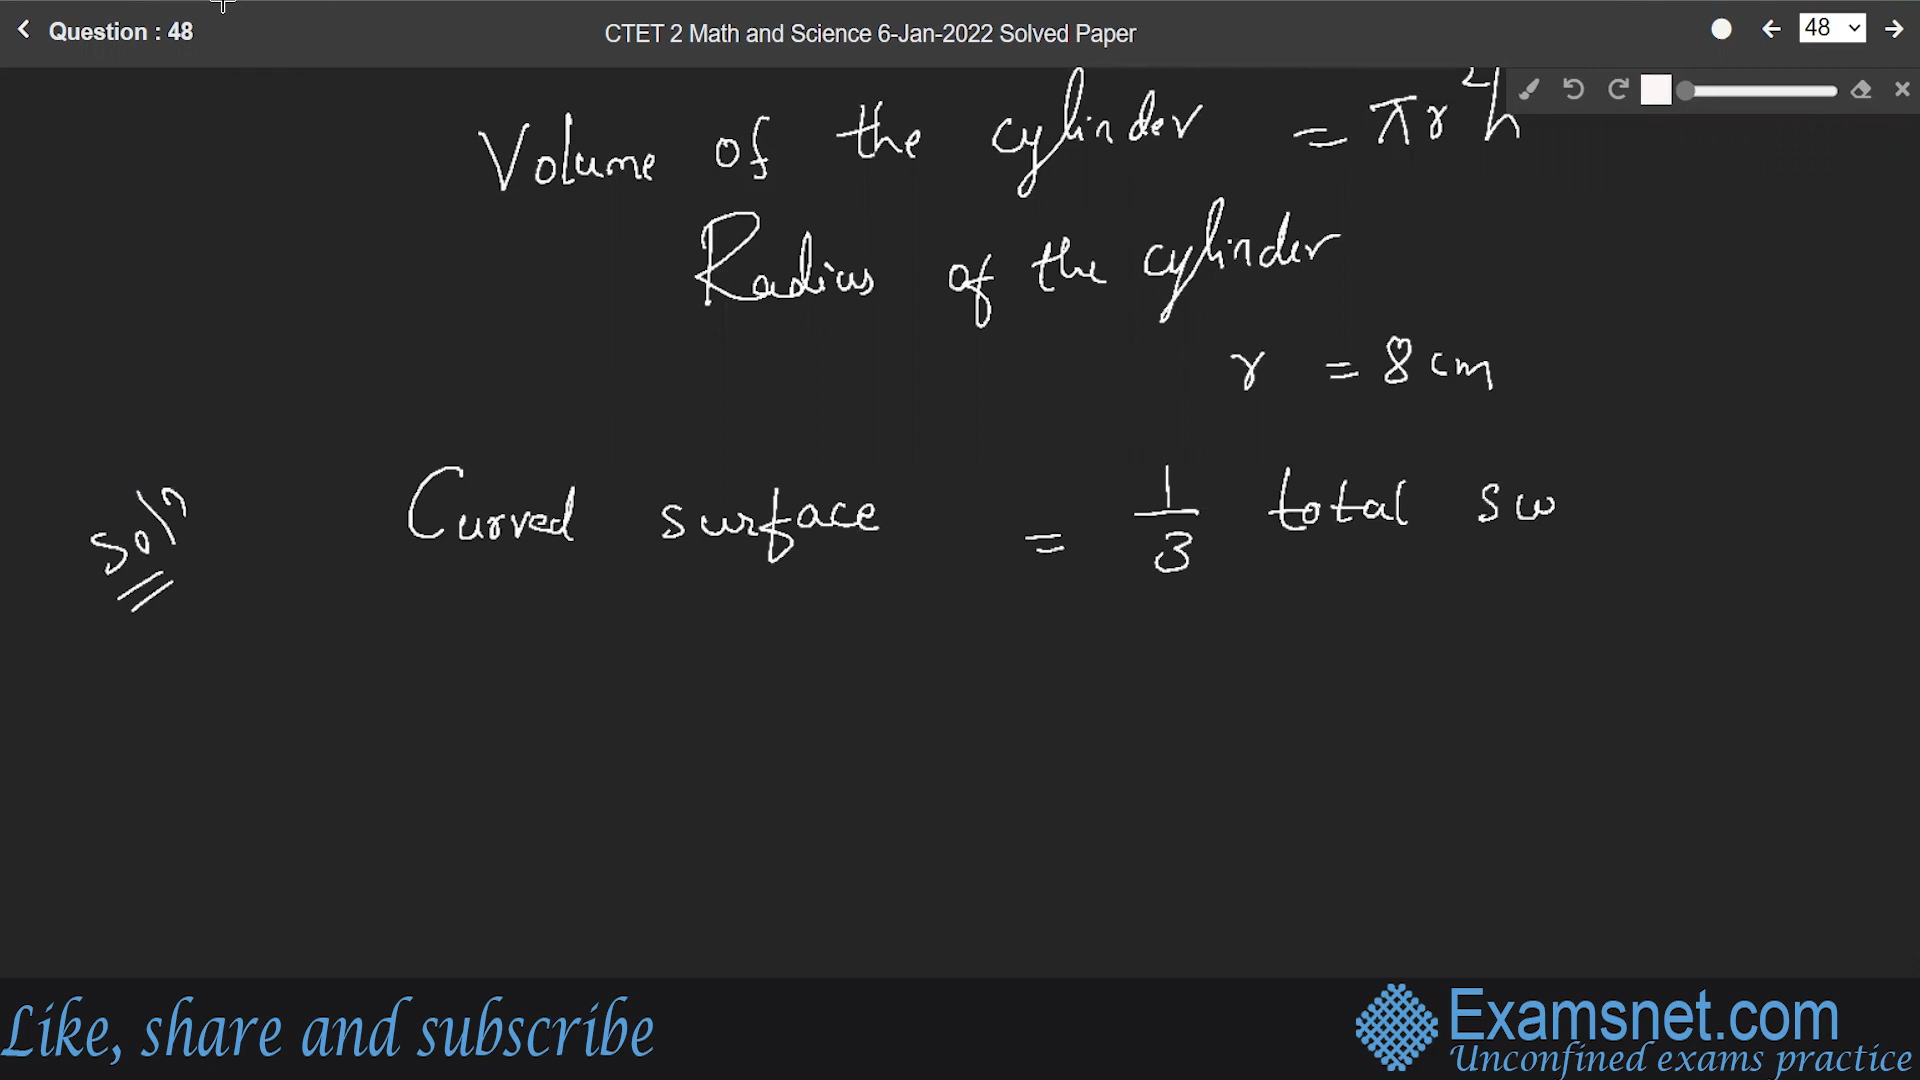 Question : 48
CTET 2 Math and Science 6-Jan-2022 Solved Paper
48
Volume of the cylinder = πr²h
Radius of the cylinder
r = 8 cm
Soln
Curved surface = 1/3 total su
Like, share and subscribe
Examsnet.com
Unconfined exams practice